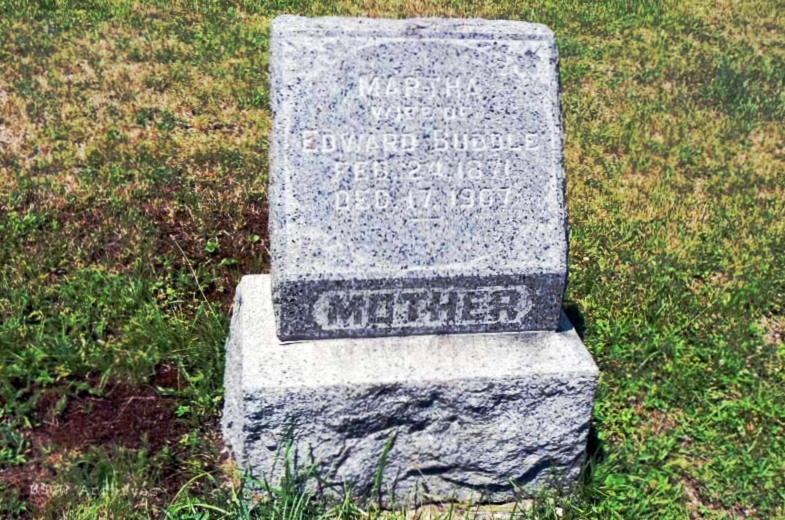 MARTHA
WIFE OF
EDWARD BUDDLE
FEB. 24, 1871
DEC. 17, 1907
MOTHER